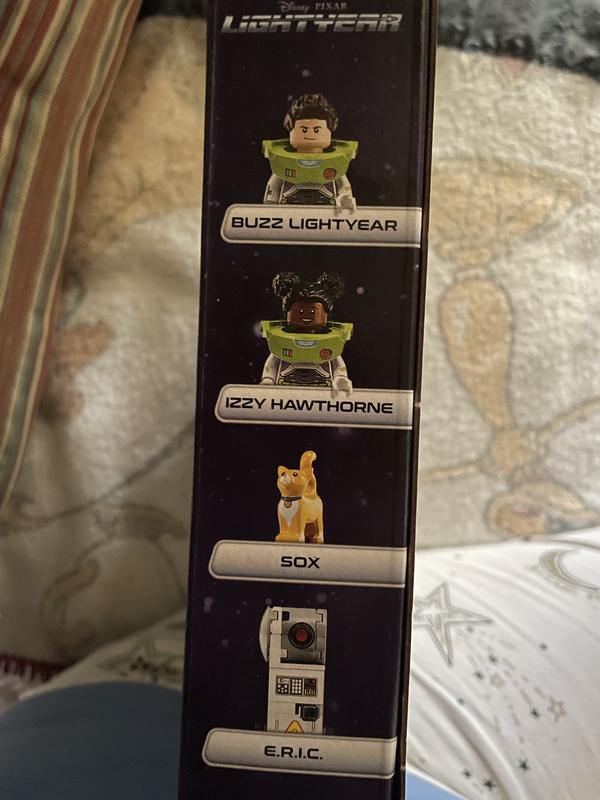 Disney PIXAR
LIGHTYEAR
BUZZ LIGHTYEAR
IZZY HAWTHORNE
SOX
E.R.I.C.